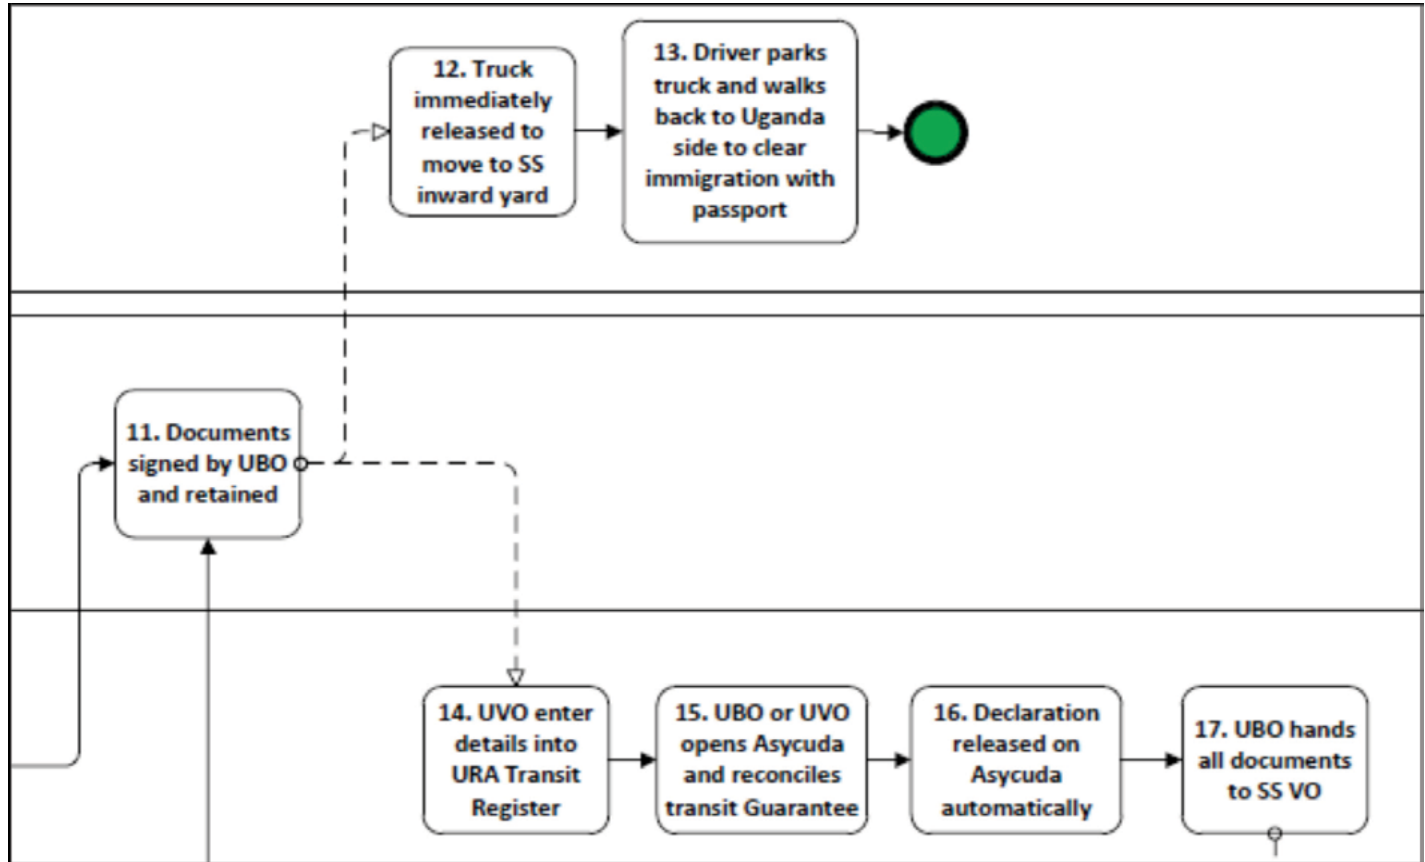 12. Truck
immediately
released to
move to SS
inward yard
13. Driver parks
truck and walks
back to Uganda
side to clear
immigration with
passport
11. Documents
signed by UBO
and retained
14. UVO enter
details into
URA Transit
Register
15. UBO or UVO
opens Asycuda
and reconciles
transit Guarantee
16. Declaration
released on
Asycuda
automatically
17. UBO hands
all documents
to SS VO